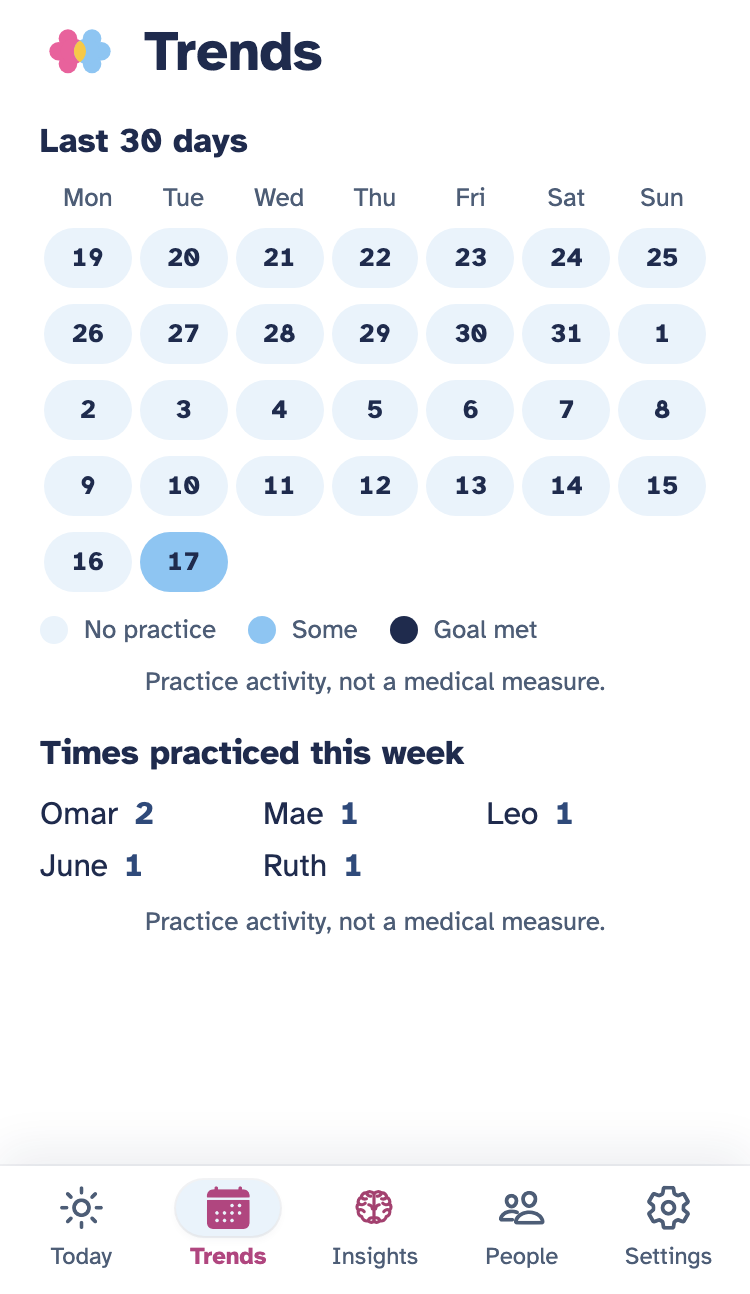 Trends
Last 30 days
Mon Tue Wed Thu Fri Sat Sun
19 20 21 22 23 24 25
26 27 28 29 30 31 1
2 3 4 5 6 7 8
9 10 11 12 13 14 15
16 17
No practice Some Goal met
Practice activity, not a medical measure.
Times practiced this week
Omar 2 Mae 1 Leo 1
June 1 Ruth 1
Practice activity, not a medical measure.
Today Trends Insights People Settings